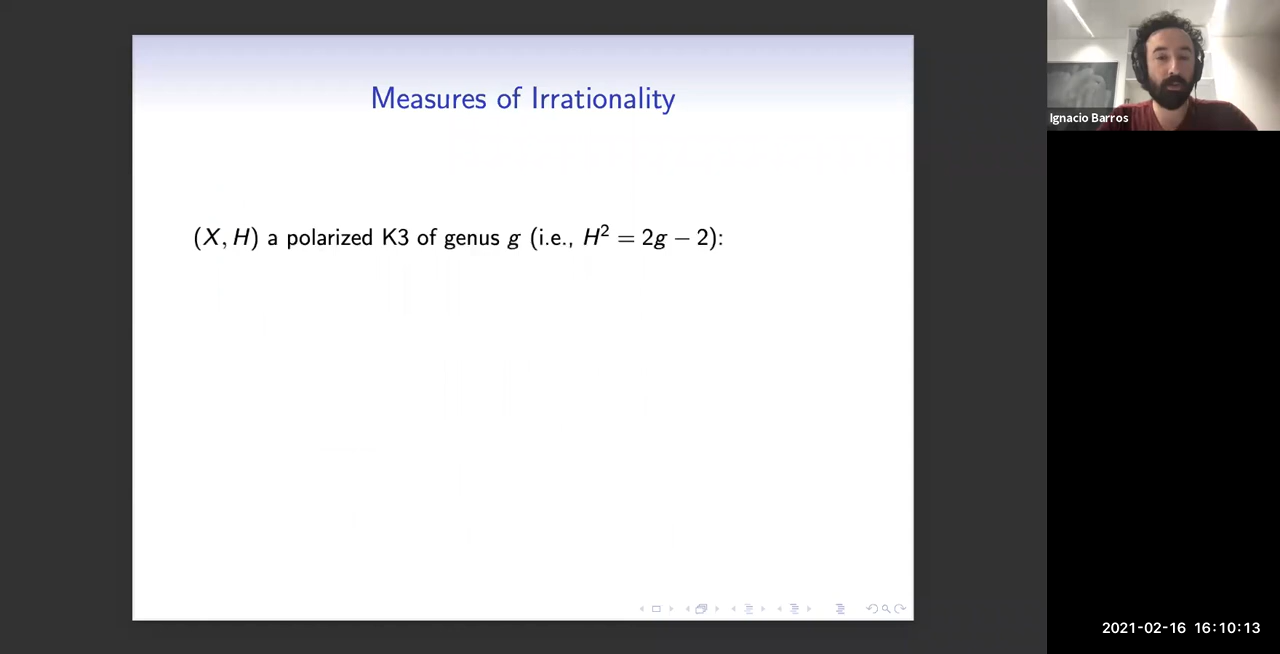 Measures of Irrationality
(X, H) a polarized K3 of genus g (i.e., H² = 2g − 2):
Ignacio Barros
2021-02-16 16:10:13